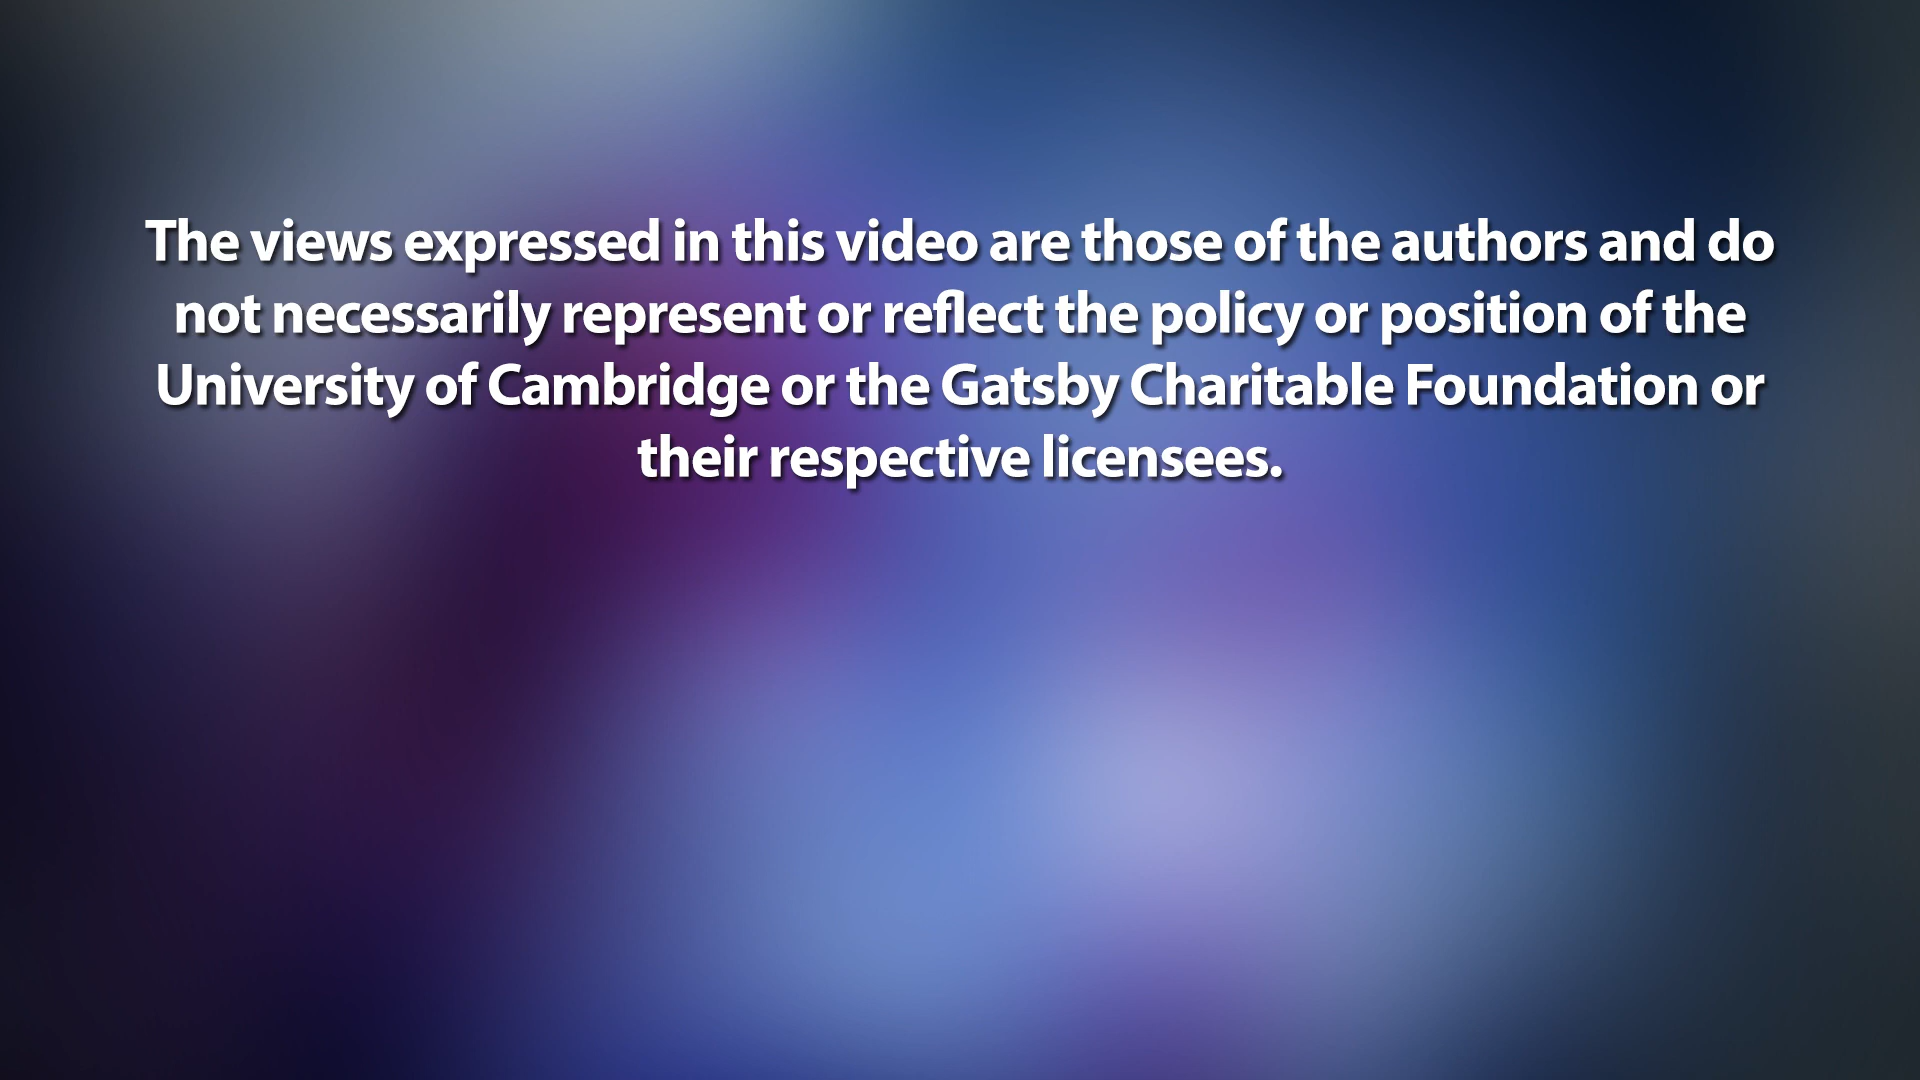 The views expressed in this video are those of the authors and do
not necessarily represent or reflect the policy or position of the
University of Cambridge or the Gatsby Charitable Foundation or
their respective licensees.